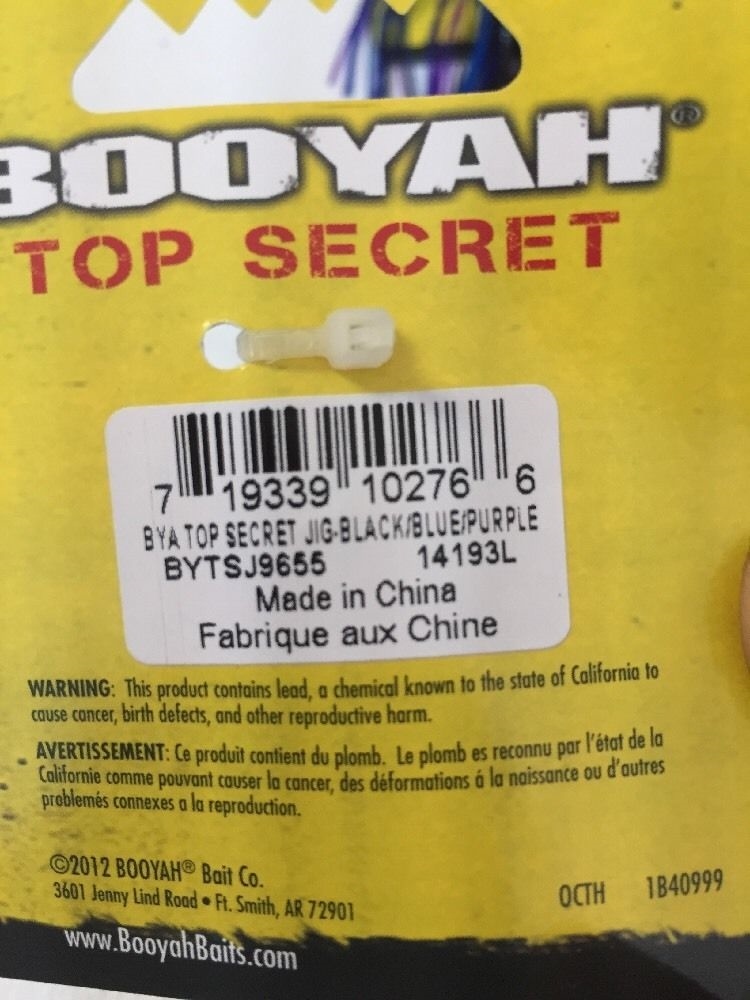 BOOYAH®
TOP SECRET
7 19339 10276 6
BYA TOP SECRET JIG-BLACK/BLUE/PURPLE
BYTSJ9655 14193L
Made in China
Fabrique aux Chine
WARNING: This product contains lead, a chemical known to the state of California to
cause cancer, birth defects, and other reproductive harm.
AVERTISSEMENT: Ce produit contient du plomb. Le plomb es reconnu par l'état de la
Californie comme pouvant causer la cancer, des déformations á la naissance ou d'autres
problemés connexes a la reproduction.
©2012 BOOYAH® Bait Co.
3601 Jenny Lind Road • Ft. Smith, AR 72901
OCTH 1B40999
www.BooyahBaits.com